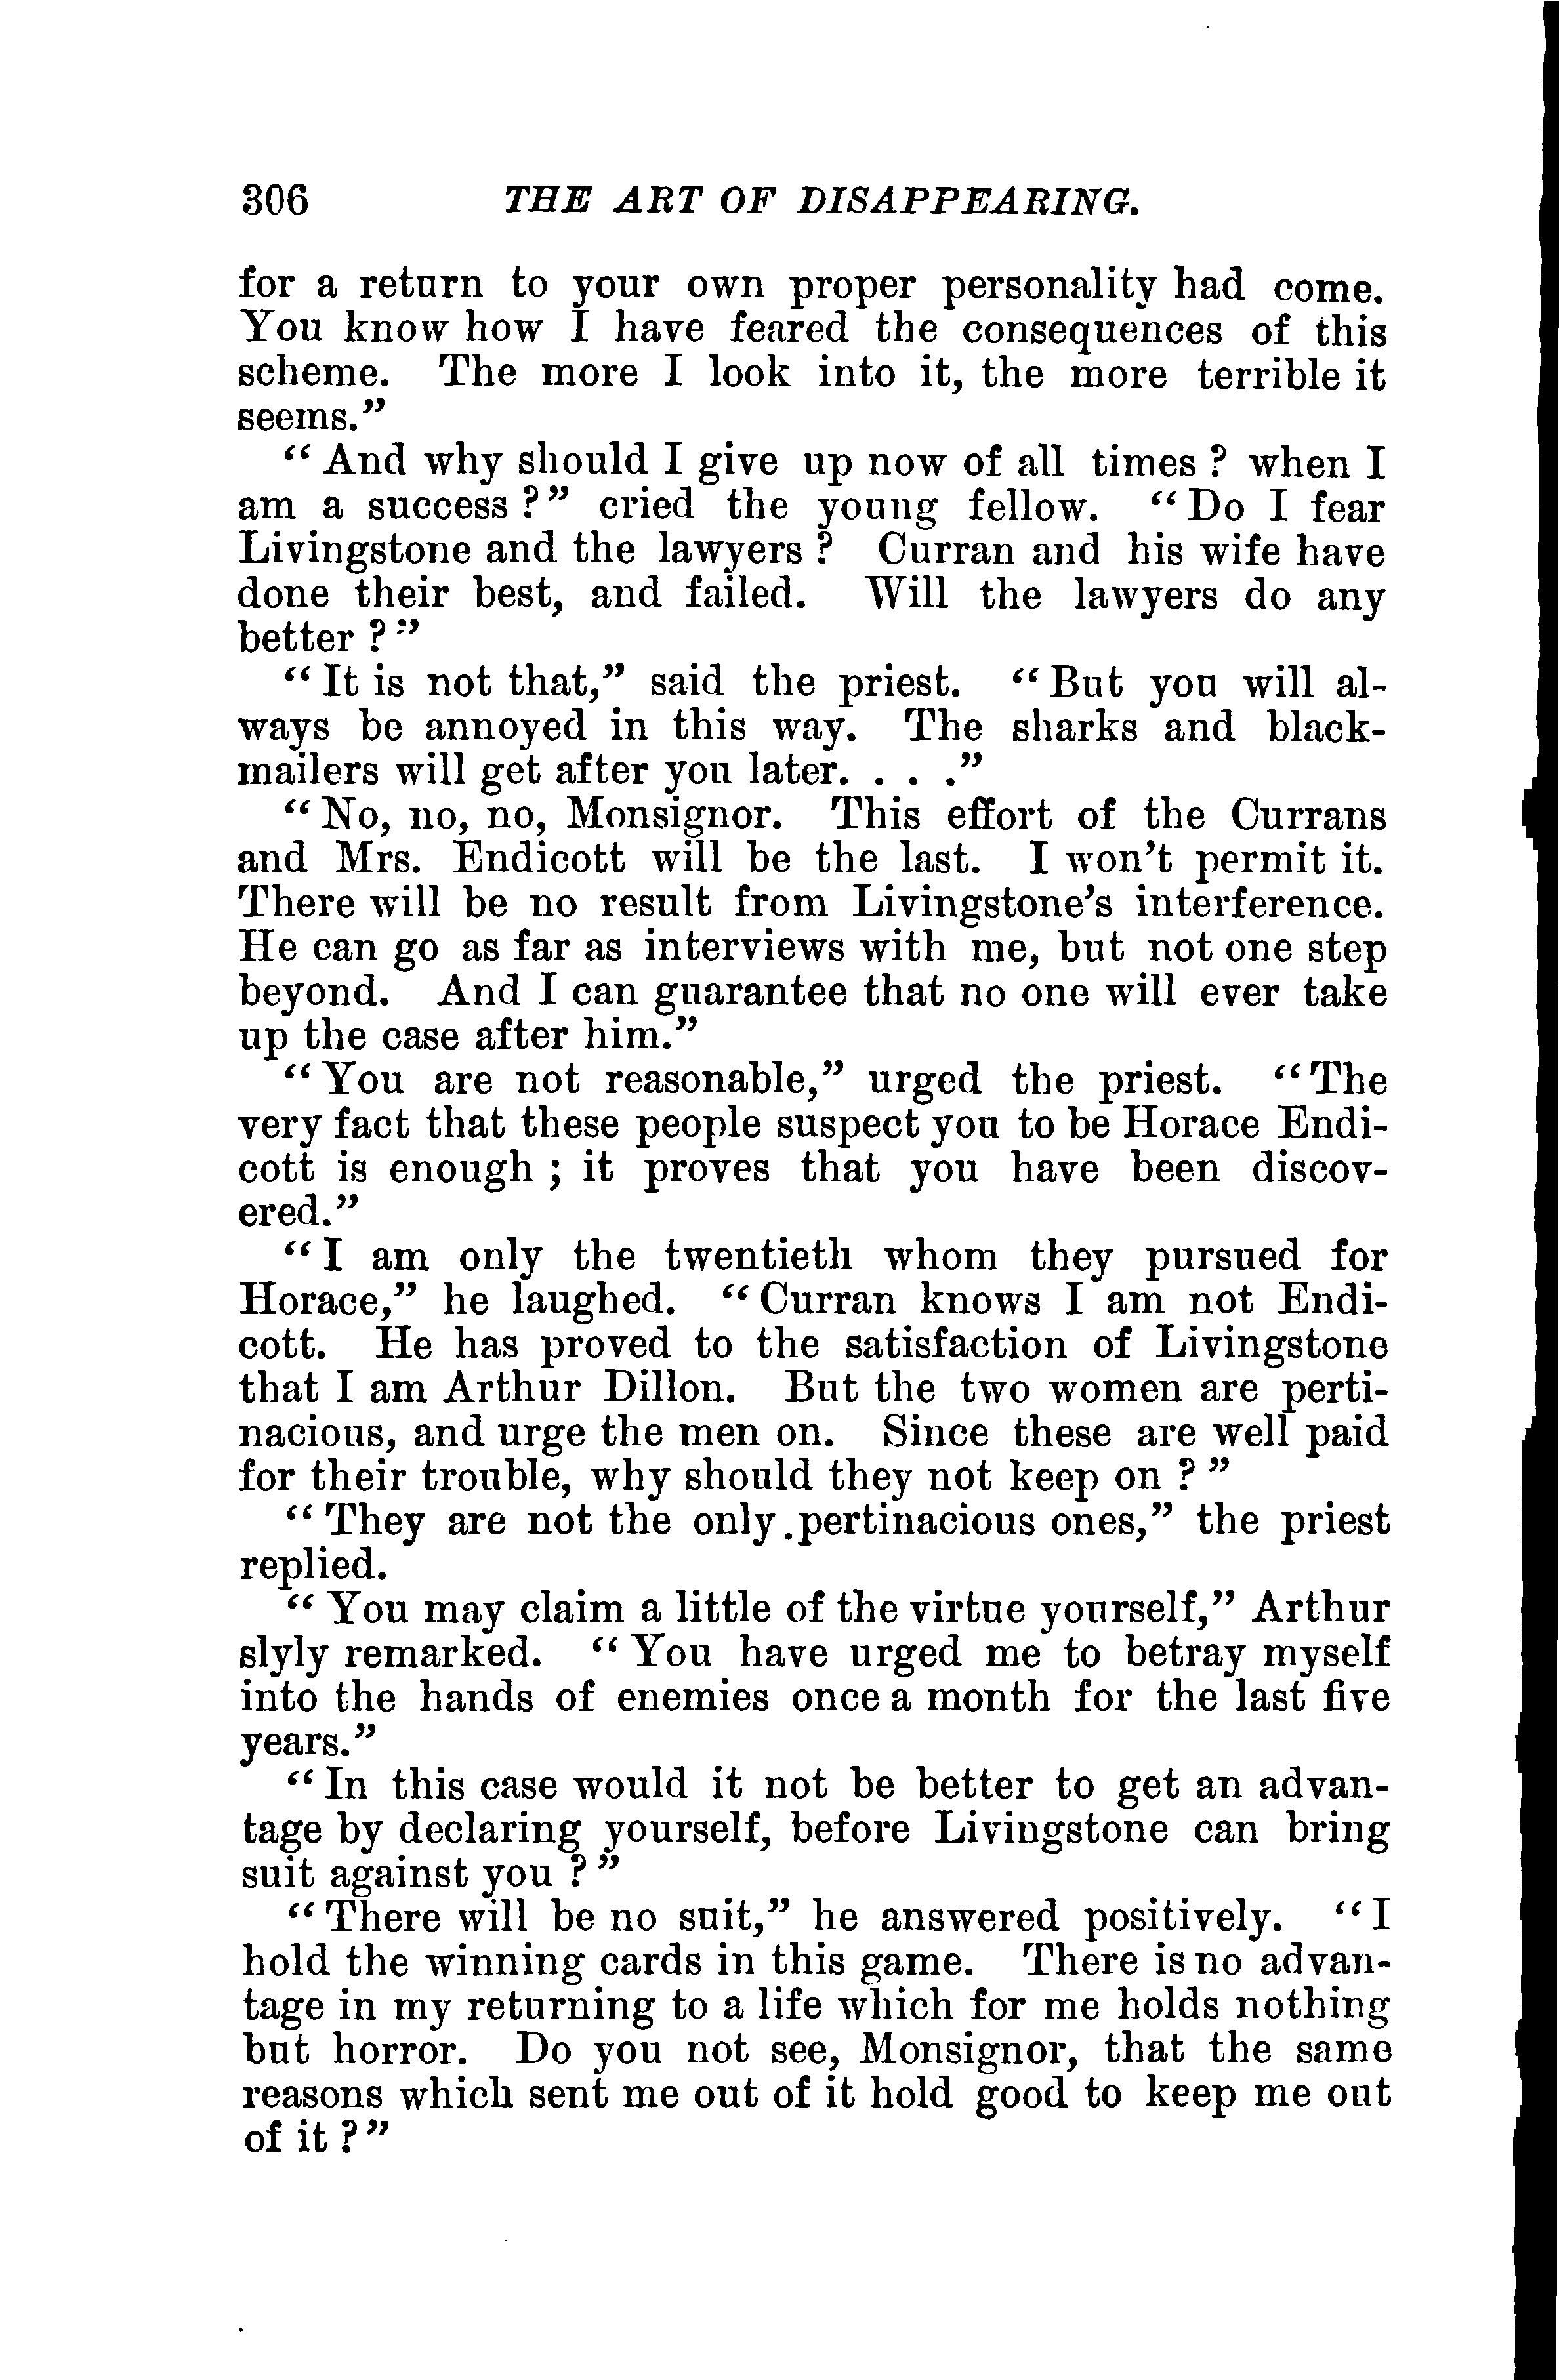 306 THE ART OF DISAPPEARING.
for a return to your own proper personality had come.
You know how I have feared the consequences of this
scheme. The more I look into it, the more terrible it
seems.”
“ And why should I give up now of all times ? when I
am a success ?” cried the young fellow. “ Do I fear
Livingstone and the lawyers ? Curran and his wife have
done their best, and failed. Will the lawyers do any
better ?”
“ It is not that,” said the priest. “ But you will al-
ways be annoyed in this way. The sharks and black-
mailers will get after you later. . . .”
“ No, no, no, Monsignor. This effort of the Currans
and Mrs. Endicott will be the last. I won’t permit it.
There will be no result from Livingstone’s interference.
He can go as far as interviews with me, but not one step
beyond. And I can guarantee that no one will ever take
up the case after him.”
“ You are not reasonable,” urged the priest. “ The
very fact that these people suspect you to be Horace Endi-
cott is enough ; it proves that you have been discov-
ered.”
“ I am only the twentieth whom they pursued for
Horace,” he laughed. “ Curran knows I am not Endi-
cott. He has proved to the satisfaction of Livingstone
that I am Arthur Dillon. But the two women are perti-
nacious, and urge the men on. Since these are well paid
for their trouble, why should they not keep on ? ”
“ They are not the only pertinacious ones,” the priest
replied.
“ You may claim a little of the virtue yourself,” Arthur
slyly remarked. “ You have urged me to betray myself
into the hands of enemies once a month for the last five
years.”
“ In this case would it not be better to get an advan-
tage by declaring yourself, before Livingstone can bring
suit against you ? ”
“ There will be no suit,” he answered positively. “ I
hold the winning cards in this game. There is no advan-
tage in my returning to a life which for me holds nothing
but horror. Do you not see, Monsignor, that the same
reasons which sent me out of it hold good to keep me out
of it ?”